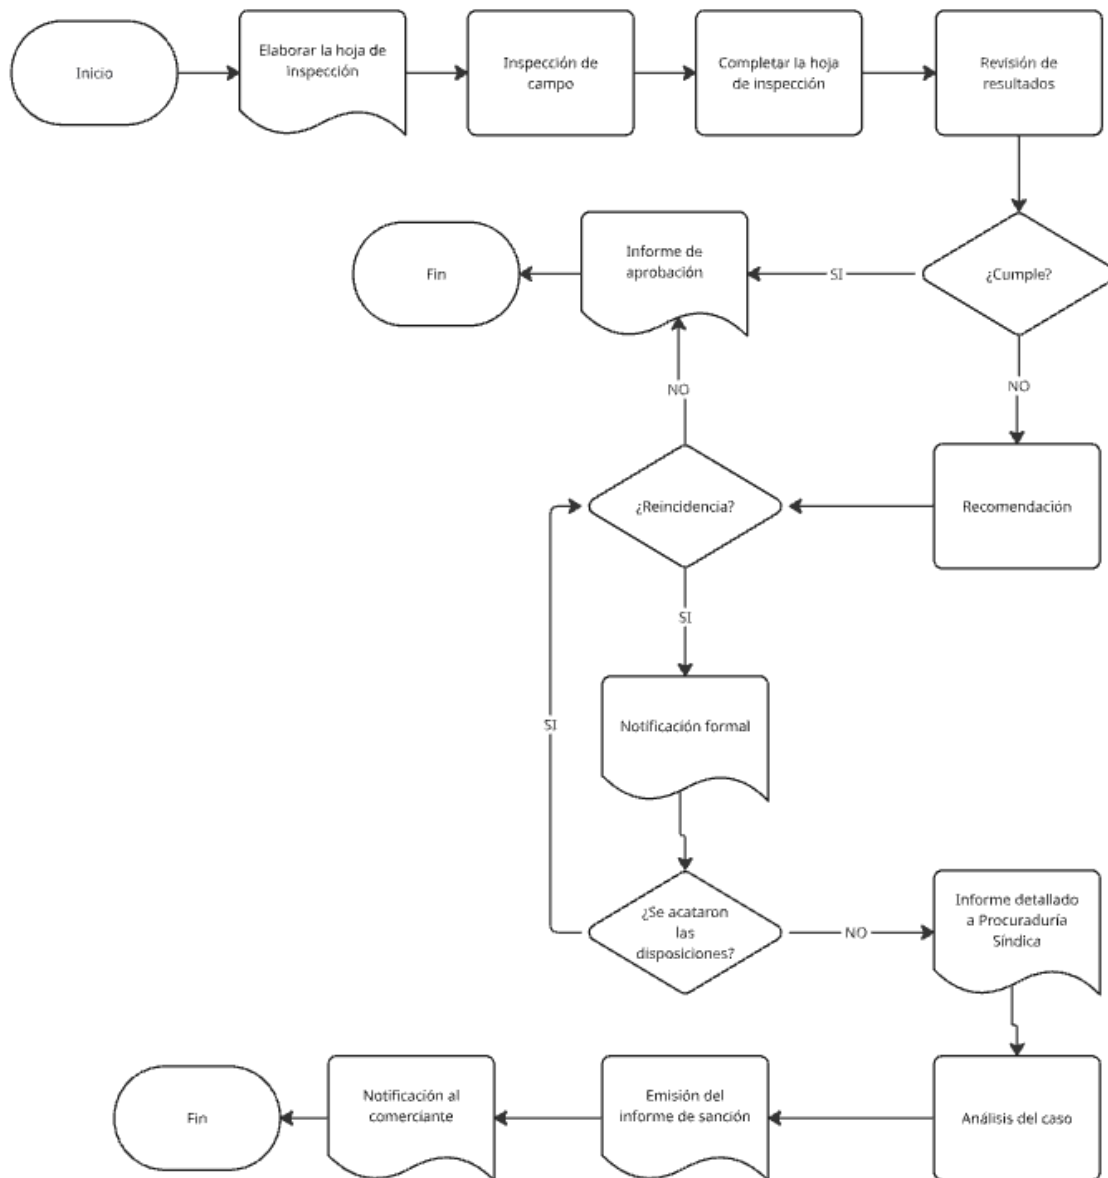 Inicio
Elaborar la hoja de
inspección
Inspección de
campo
Completar la hoja
de inspección
Revisión de
resultados
Fin
Informe de
aprobación
SI
¿Cumple?
NO
NO
¿Reincidencia?
Recomendación
SI
Notificación formal
SI
¿Se acataron
las
disposiciones?
NO
Informe detallado
a Procuraduría
Síndica
Fin
Notificación al
comerciante
Emisión del
informe de sanción
Análisis del caso